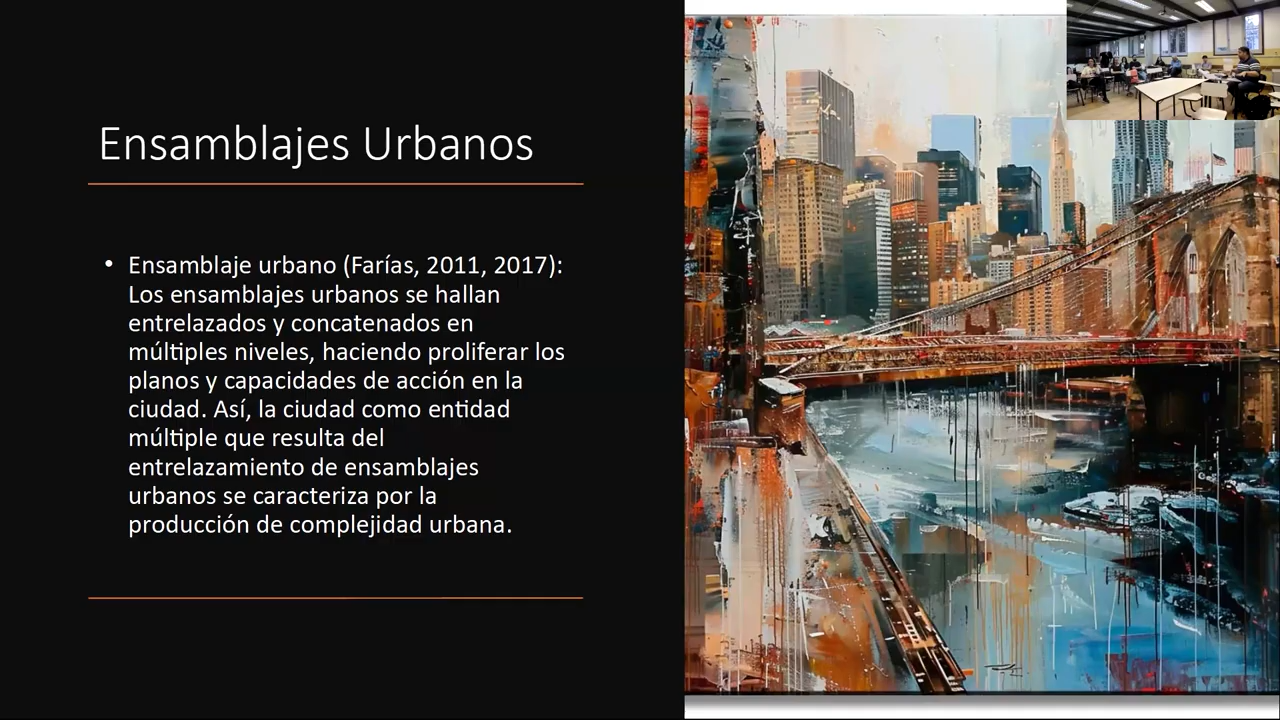 Ensamblajes Urbanos
• Ensamblaje urbano (Farías, 2011, 2017):
Los ensamblajes urbanos se hallan
entrelazados y concatenados en
múltiples niveles, haciendo proliferar los
planos y capacidades de acción en la
ciudad. Así, la ciudad como entidad
múltiple que resulta del
entrelazamiento de ensamblajes
urbanos se caracteriza por la
producción de complejidad urbana.